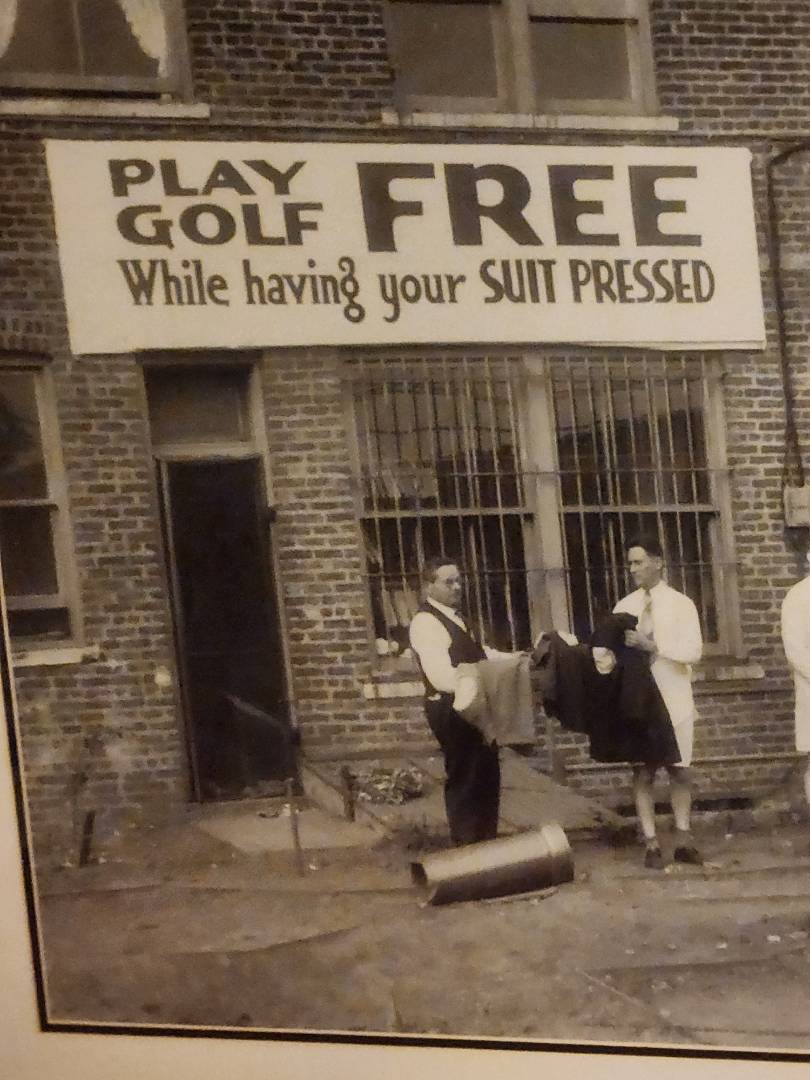 PLAY
GOLF FREE
While having your SUIT PRESSED